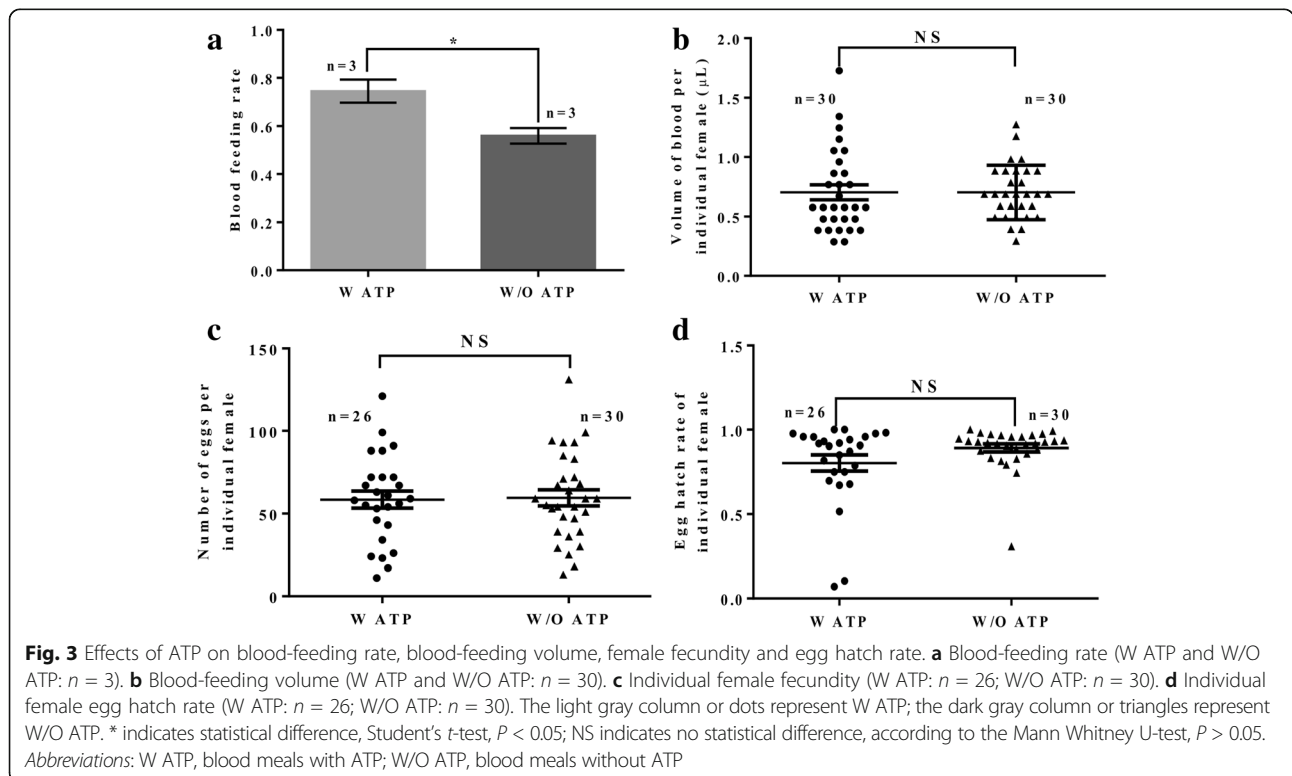 a
1.0
0.8
0.6
0.4
0.2
0.0
Blood feeding rate
n=3
*
n=3
W ATP
W/O ATP
b
2.0
1.5
1.0
0.5
0.0
Volume of blood per
individual female (μL)
NS
n=30
n=30
W ATP
W/O ATP
c
150
100
50
0
Number of eggs per
individual female
NS
n=26
n=30
W ATP
W/O ATP
d
1.5
1.0
0.5
0.0
Egg hatch rate of
individual female
NS
n=26
n=30
W ATP
W/O ATP
Fig. 3 Effects of ATP on blood-feeding rate, blood-feeding volume, female fecundity and egg hatch rate. a Blood-feeding rate (W ATP and W/O
ATP: n = 3). b Blood-feeding volume (W ATP and W/O ATP: n = 30). c Individual female fecundity (W ATP: n = 26; W/O ATP: n = 30). d Individual
female egg hatch rate (W ATP: n = 26; W/O ATP: n = 30). The light gray column or dots represent W ATP; the dark gray column or triangles represent
W/O ATP. * indicates statistical difference, Student's t-test, P < 0.05; NS indicates no statistical difference, according to the Mann Whitney U-test, P > 0.05.
Abbreviations: W ATP, blood meals with ATP; W/O ATP, blood meals without ATP